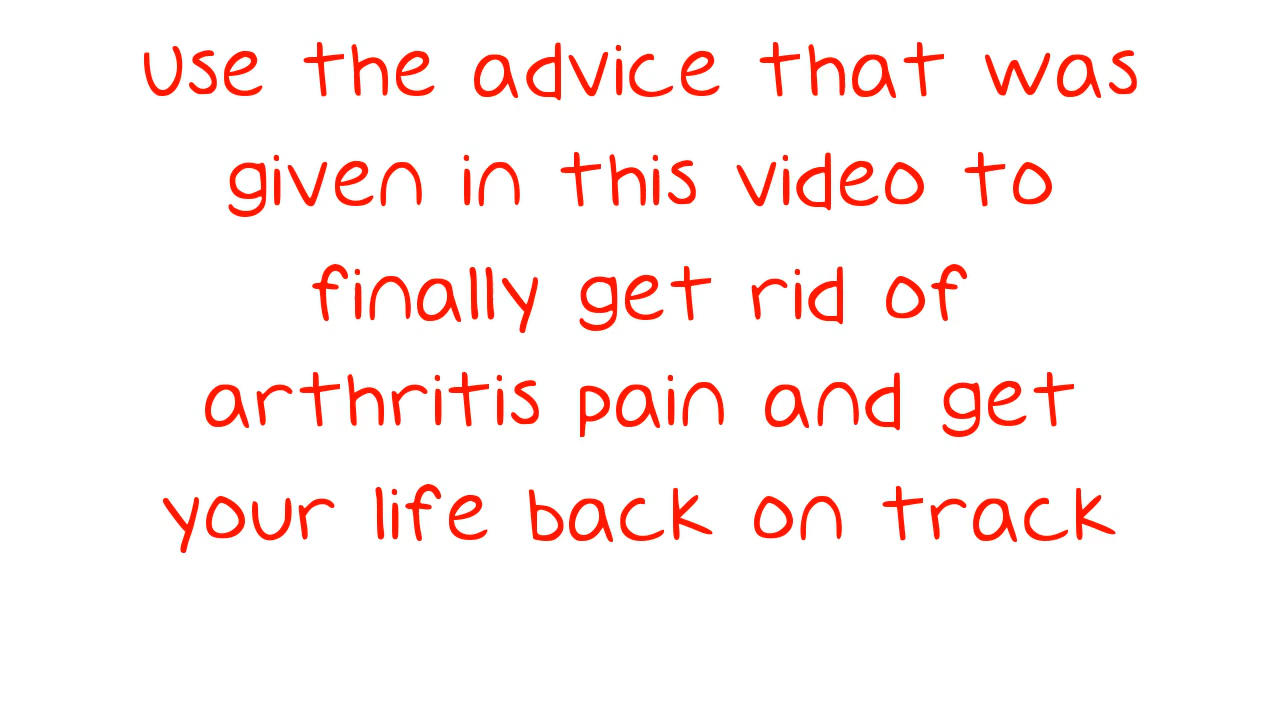 Use the advice that was
given in this video to
finally get rid of
arthritis pain and get
your life back on track